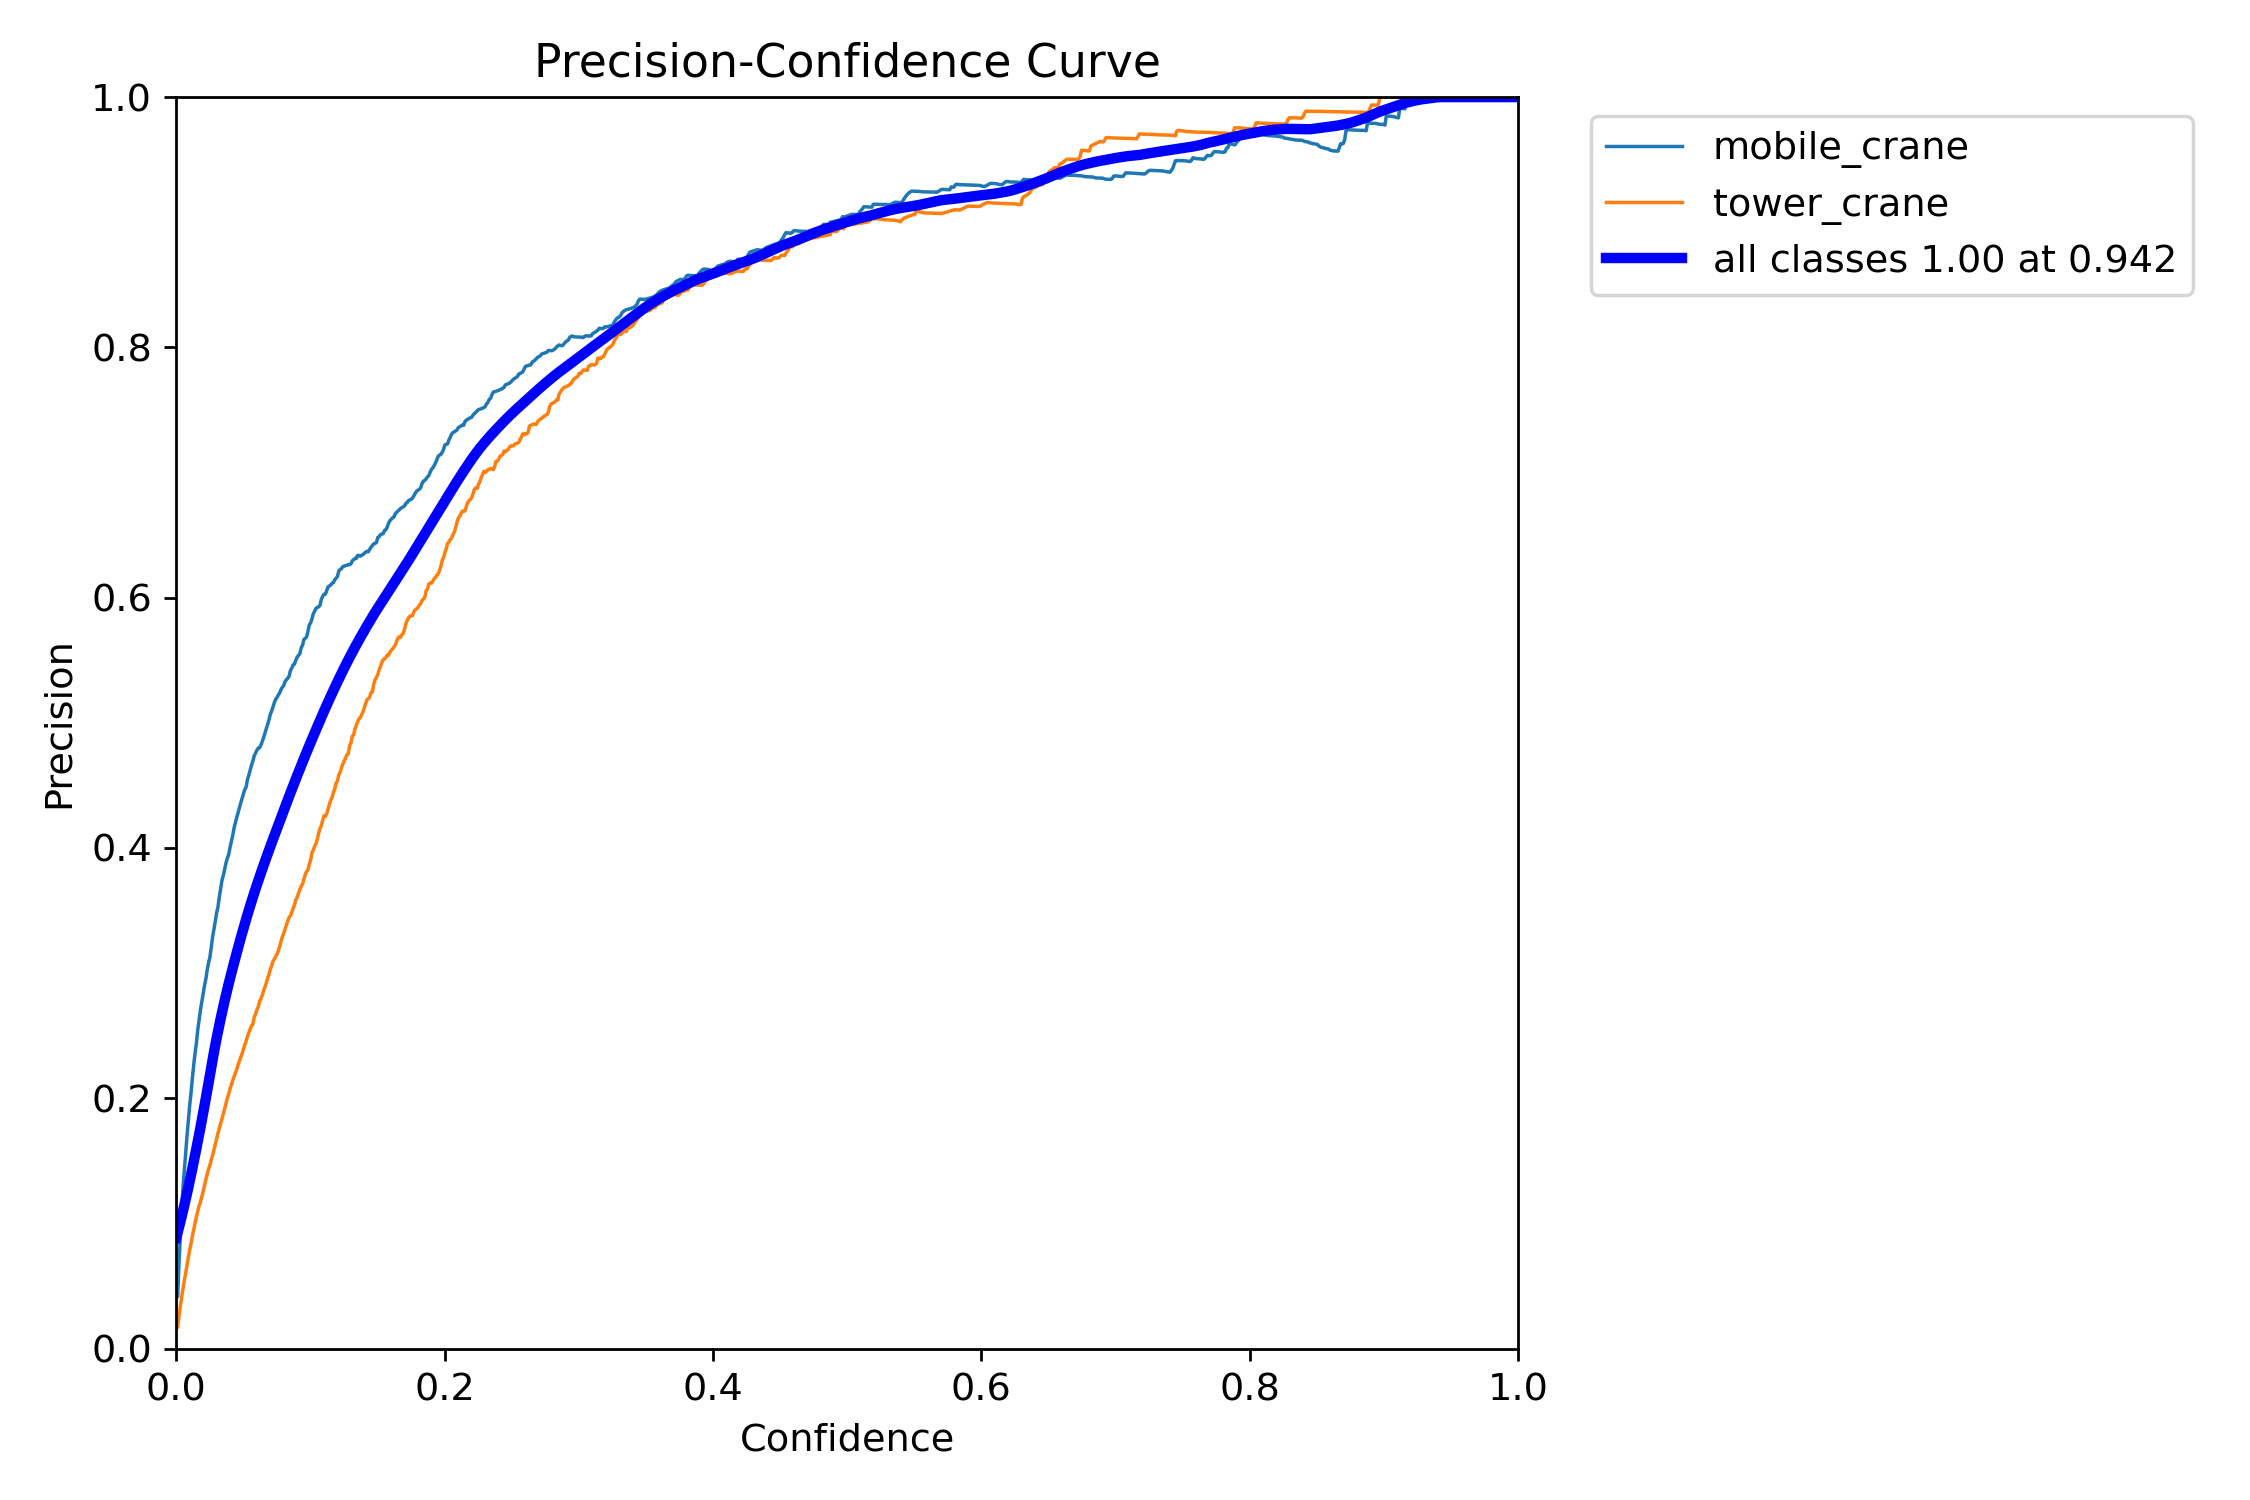 Precision-Confidence Curve
1.0
0.8
0.6
0.4
0.2
0.0
Precision
0.0 0.2 0.4 0.6 0.8 1.0
Confidence
mobile_crane
tower_crane
all classes 1.00 at 0.942